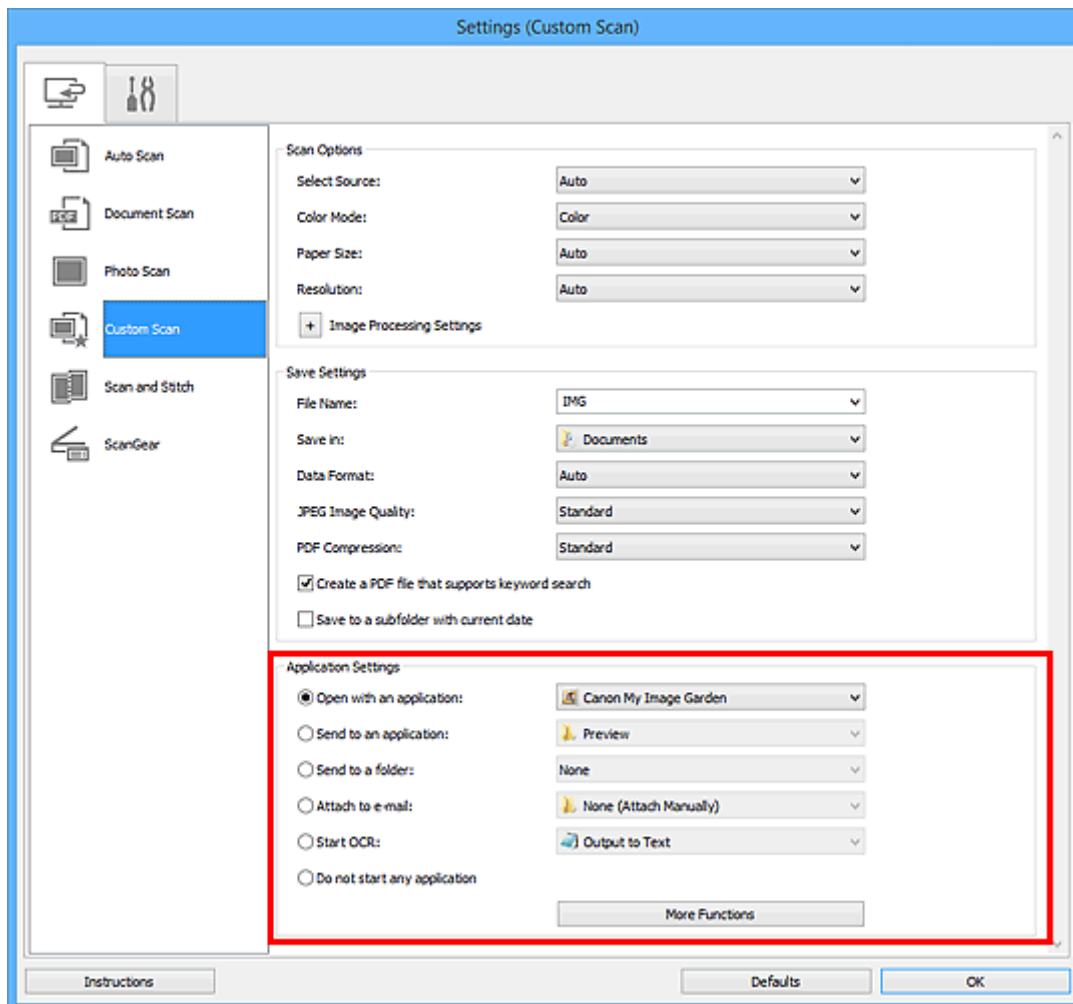 Settings (Custom Scan)
Auto Scan
Document Scan
PDF
Photo Scan
Custom Scan
Scan and Stitch
ScanGear
Scan Options
Select Source: Auto
Color Mode: Color
Paper Size: Auto
Resolution: Auto
+ Image Processing Settings
Save Settings
File Name: IMG
Save in: Documents
Data Format: Auto
JPEG Image Quality: Standard
PDF Compression: Standard
Create a PDF file that supports keyword search
Save to a subfolder with current date
Application Settings
Open with an application: Canon My Image Garden
Send to an application: Preview
Send to a folder: None
Attach to e-mail: None (Attach Manually)
Start OCR: Output to Text
Do not start any application
More Functions
Instructions Defaults OK